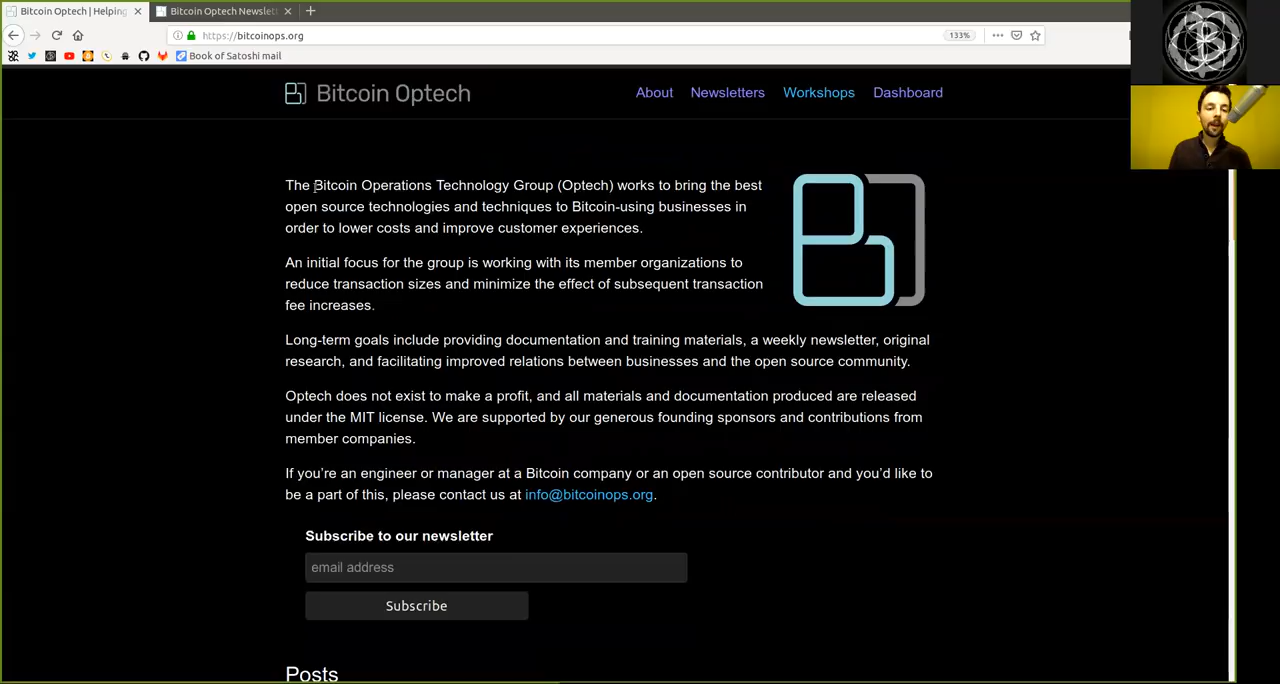 Bitcoin Optech | Helping
Bitcoin Optech Newslett
https://bitcoinops.org
133%
Book of Satoshi mail
Bitcoin Optech
About
Newsletters
Workshops
Dashboard
The Bitcoin Operations Technology Group (Optech) works to bring the best
open source technologies and techniques to Bitcoin-using businesses in
order to lower costs and improve customer experiences.
An initial focus for the group is working with its member organizations to
reduce transaction sizes and minimize the effect of subsequent transaction
fee increases.
Long-term goals include providing documentation and training materials, a weekly newsletter, original
research, and facilitating improved relations between businesses and the open source community.
Optech does not exist to make a profit, and all materials and documentation produced are released
under the MIT license. We are supported by our generous founding sponsors and contributions from
member companies.
If you’re an engineer or manager at a Bitcoin company or an open source contributor and you’d like to
be a part of this, please contact us at info@bitcoinops.org.
Subscribe to our newsletter
email address
Subscribe
Posts